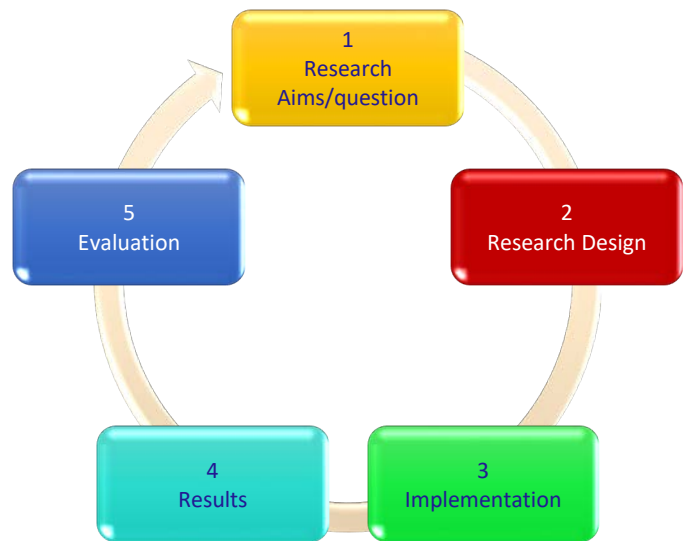 1
Research
Aims/question
2
Research Design
3
Implementation
4
Results
5
Evaluation